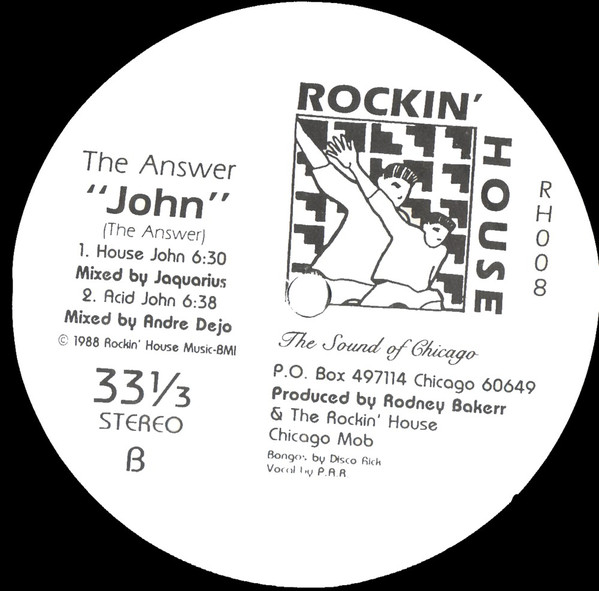 The Answer
"John"
(The Answer)
1. House John 6:30
Mixed by Jaquarius
2. Acid John 6:38
Mixed by Andre Dejo
© 1988 Rockin' House Music-BMI
33⅓
STEREO
B
ROCKIN'
HOUSE
RH008
The Sound of Chicago
P.O. Box 497114 Chicago 60649
Produced by Rodney Bakerr
& The Rockin' House
Chicago Mob
Bongos by Disco Rick
Vocal by P.A.R.